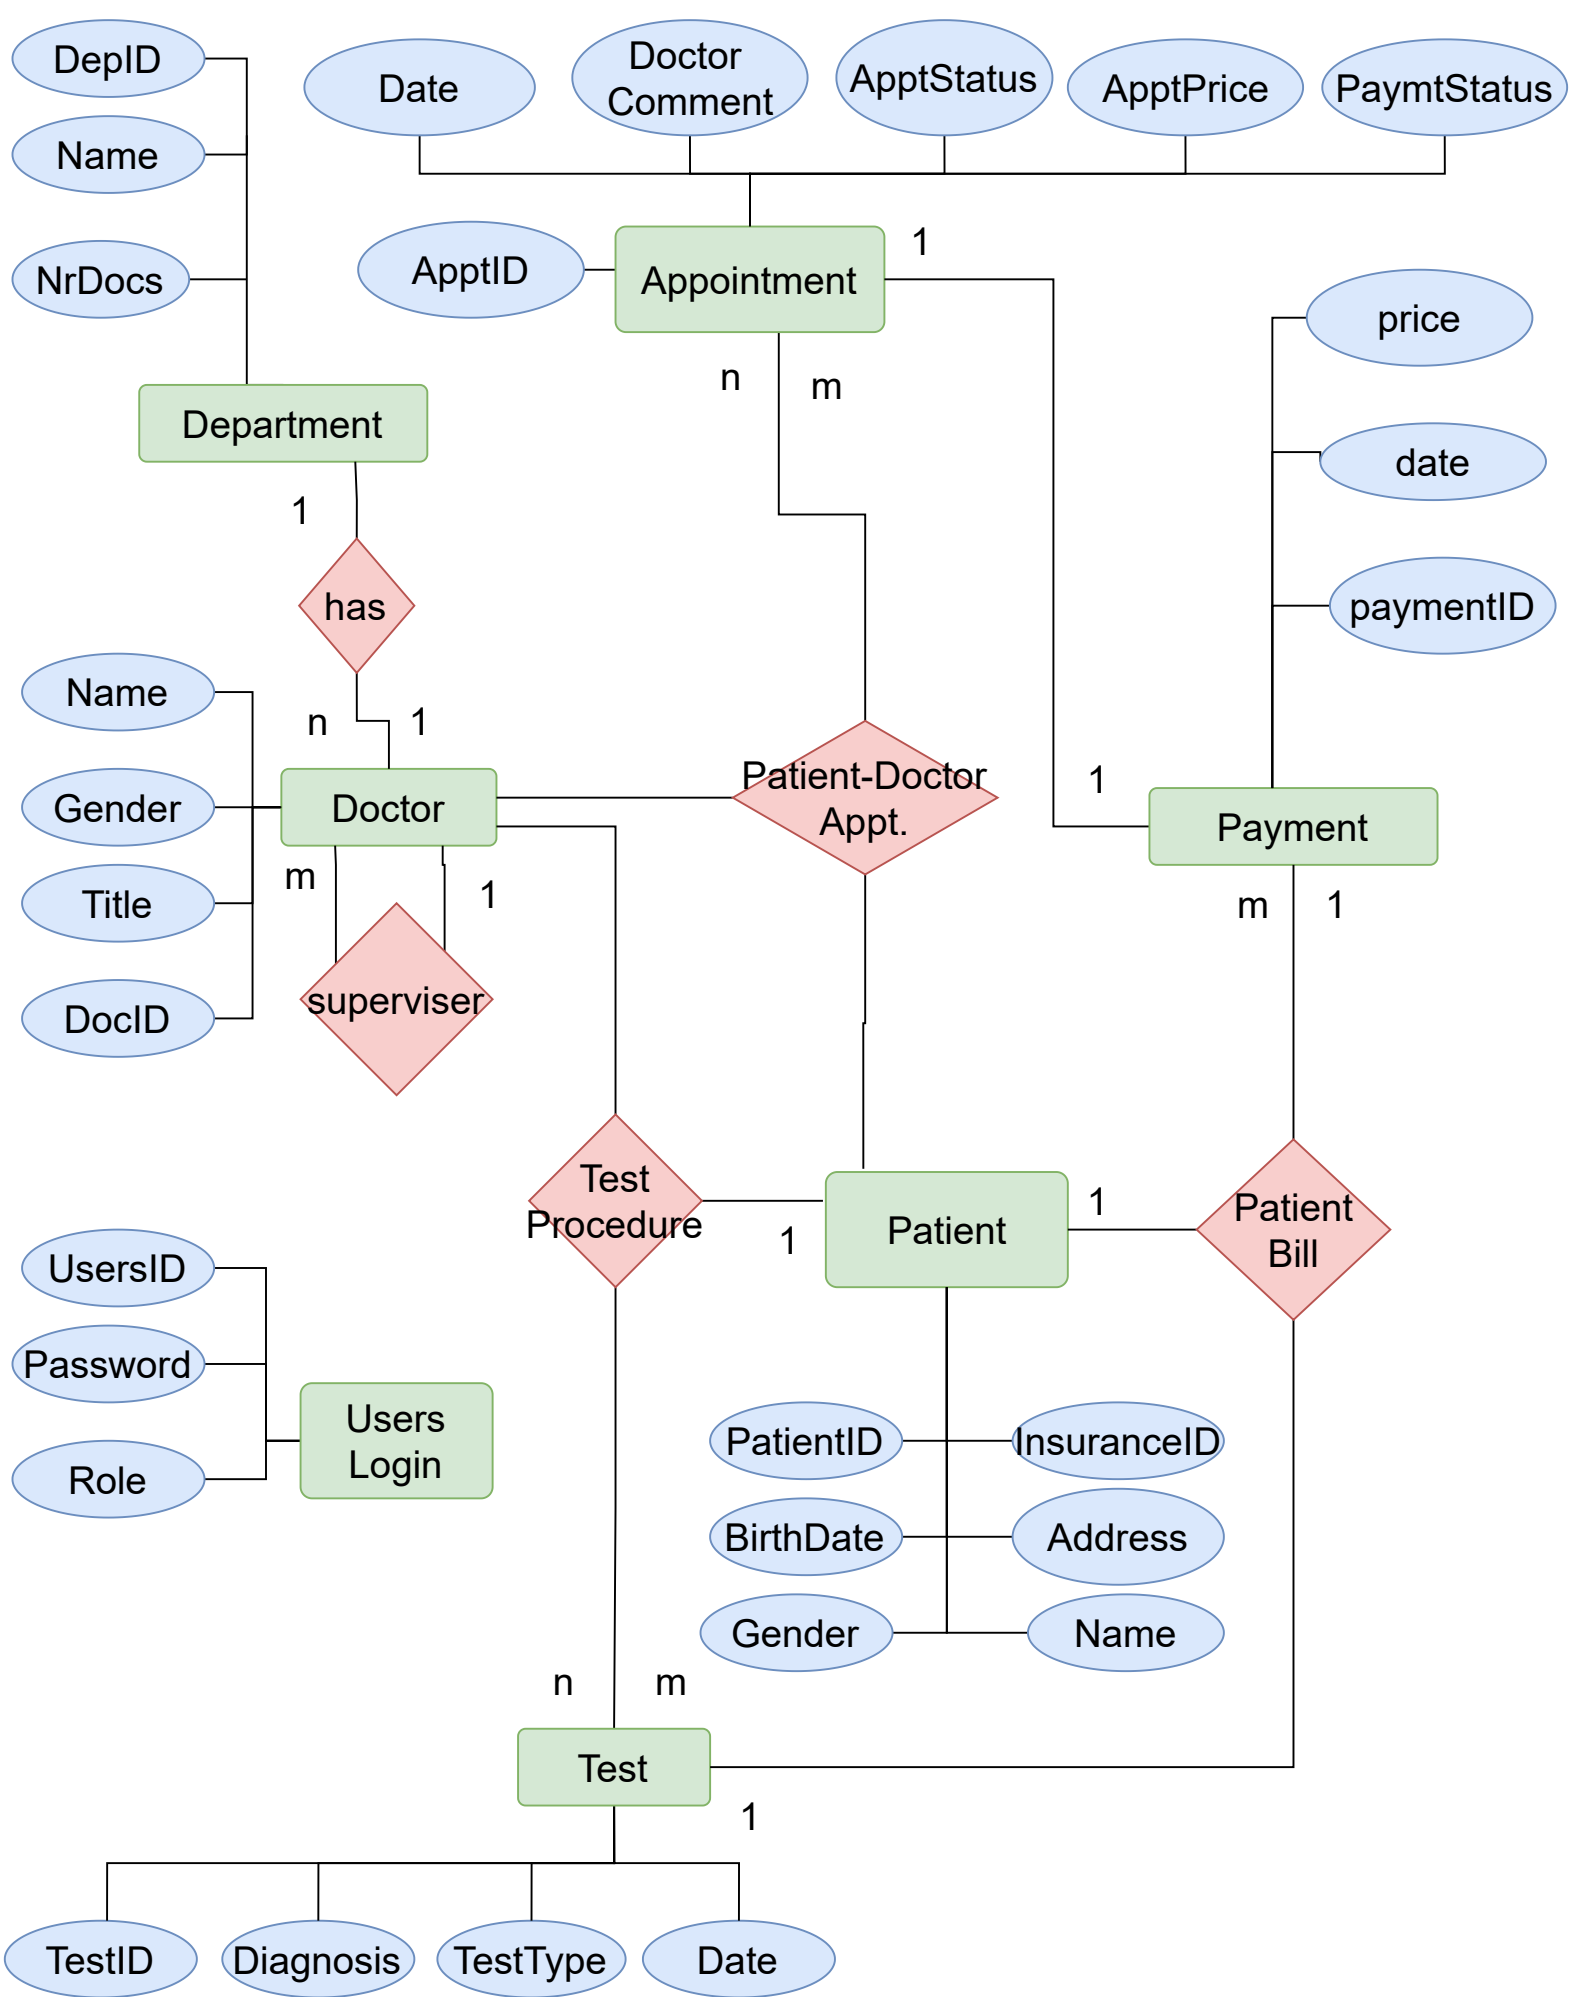 DepID
Name
NrDocs
Date
Doctor
Comment
ApptStatus
ApptPrice
PaymtStatus
ApptID
Appointment
1
n
m
price
date
paymentID
Department
1
has
n
1
Name
Gender
Title
DocID
Doctor
m
1
superviser
Patient-Doctor
Appt.
1
Payment
m
1
Test
Procedure
1
Patient
1
Patient
Bill
UsersID
Password
Role
Users
Login
PatientID
InsuranceID
BirthDate
Address
Gender
Name
n
m
Test
1
TestID
Diagnosis
TestType
Date